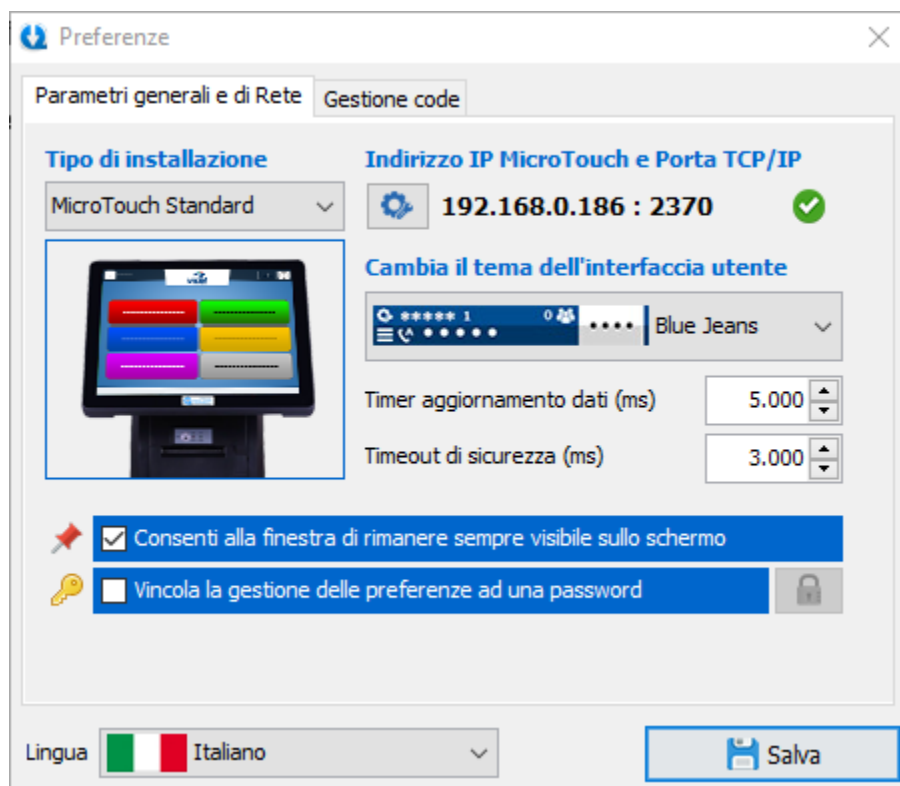 Preferenze
Parametri generali e di Rete
Gestione code
Tipo di installazione
Indirizzo IP MicroTouch e Porta TCP/IP
MicroTouch Standard
192.168.0.186 : 2370
Cambia il tema dell'interfaccia utente
***** 1
0
Blue Jeans
Timer aggiornamento dati (ms)
5.000
Timeout di sicurezza (ms)
3.000
Consenti alla finestra di rimanere sempre visibile sullo schermo
Vincola la gestione delle preferenze ad una password
Lingua
Italiano
Salva